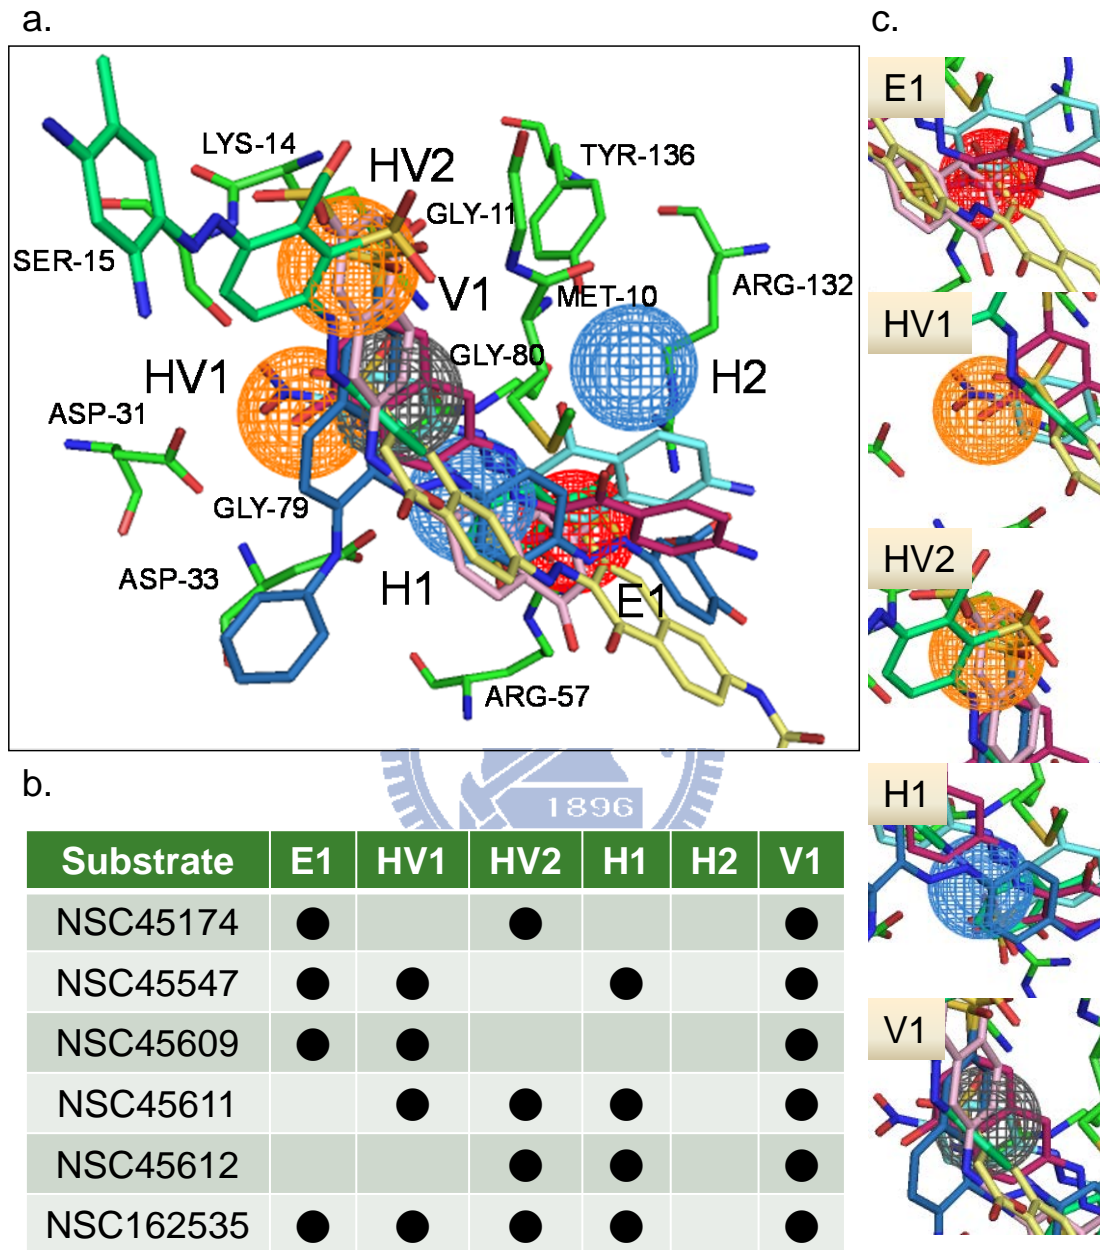 a.
c.
LYS-14
HV2
TYR-136
GLY-11
SER-15
V1
MET-10
ARG-132
HV1
GLY-80
H2
ASP-31
GLY-79
ASP-33
H1
E1
ARG-57
E1
HV1
HV2
H1
V1
b.
1896
Substrate E1 HV1 HV2 H1 H2 V1
NSC45174 ● ● ●
NSC45547 ● ● ● ●
NSC45609 ● ● ●
NSC45611 ● ● ● ●
NSC45612 ● ● ●
NSC162535 ● ● ● ● ●